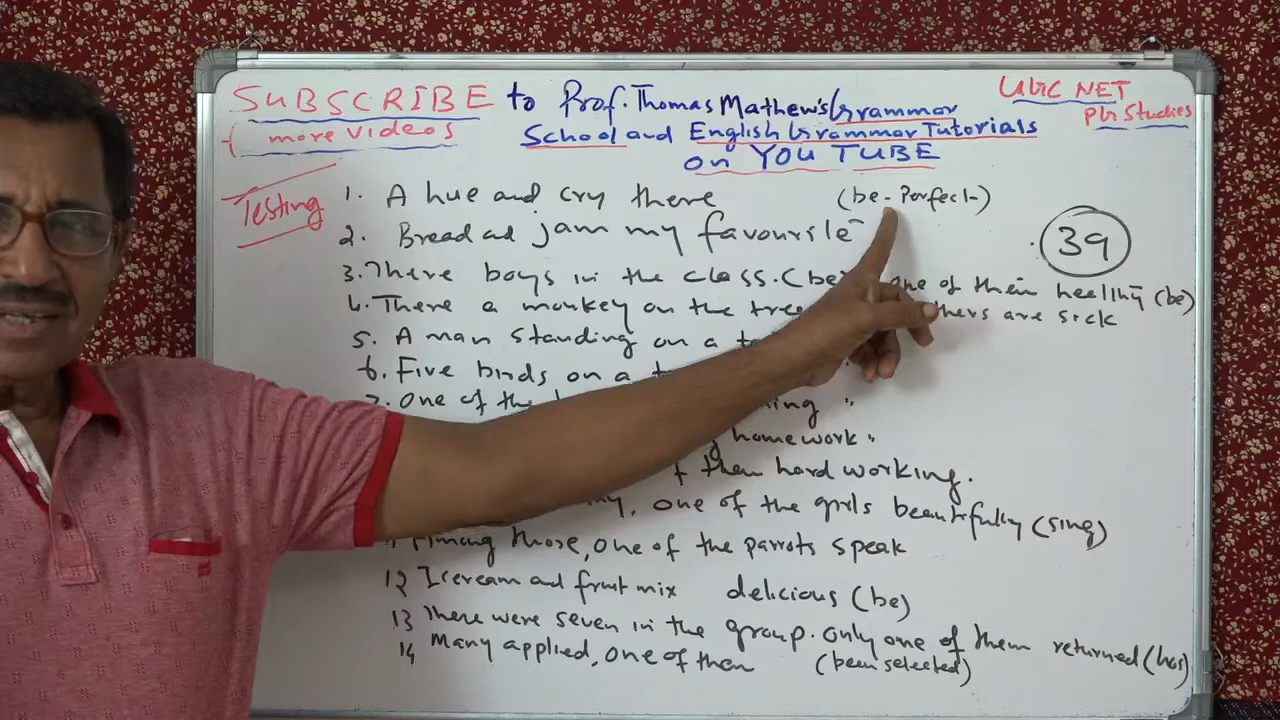 SUBSCRIBE to Prof. Thomas Mathew's Grammar
more videos School and English Grammar Tutorials
on YOU TUBE
UGC NET
PG Studies
Testing
39
1. A hue and cry there (be-Perfect)
2. Bread ad jam my favourite
3. There boys in the class. (be) one of them healthy (be)
others are sick
4. There a monkey on the tree
5. A man standing on a
6. Five birds on a
7. One of the
homework
them hard working.
one of the girls beautifully (sing)
Among those, one of the parrots speak
12 Icecream and fruit mix delicious (be)
13 There were seven in the group. only one of them returned (has)
14 Many applied, one of them (been selected)